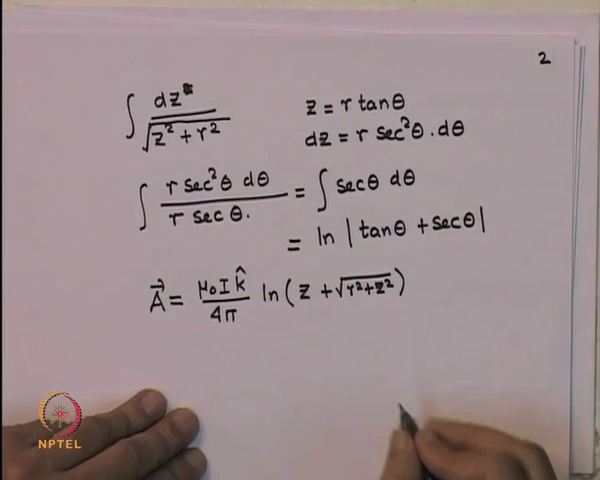 2
∫ dz / √(z² + r²)    z = r tanθ
dz = r sec²θ . dθ
∫ r sec²θ dθ / r secθ. = ∫ secθ dθ
= ln | tanθ + secθ |
A⃗ = μ₀I k̂ / 4π ln ( z + √(r²+z²) )
NPTEL